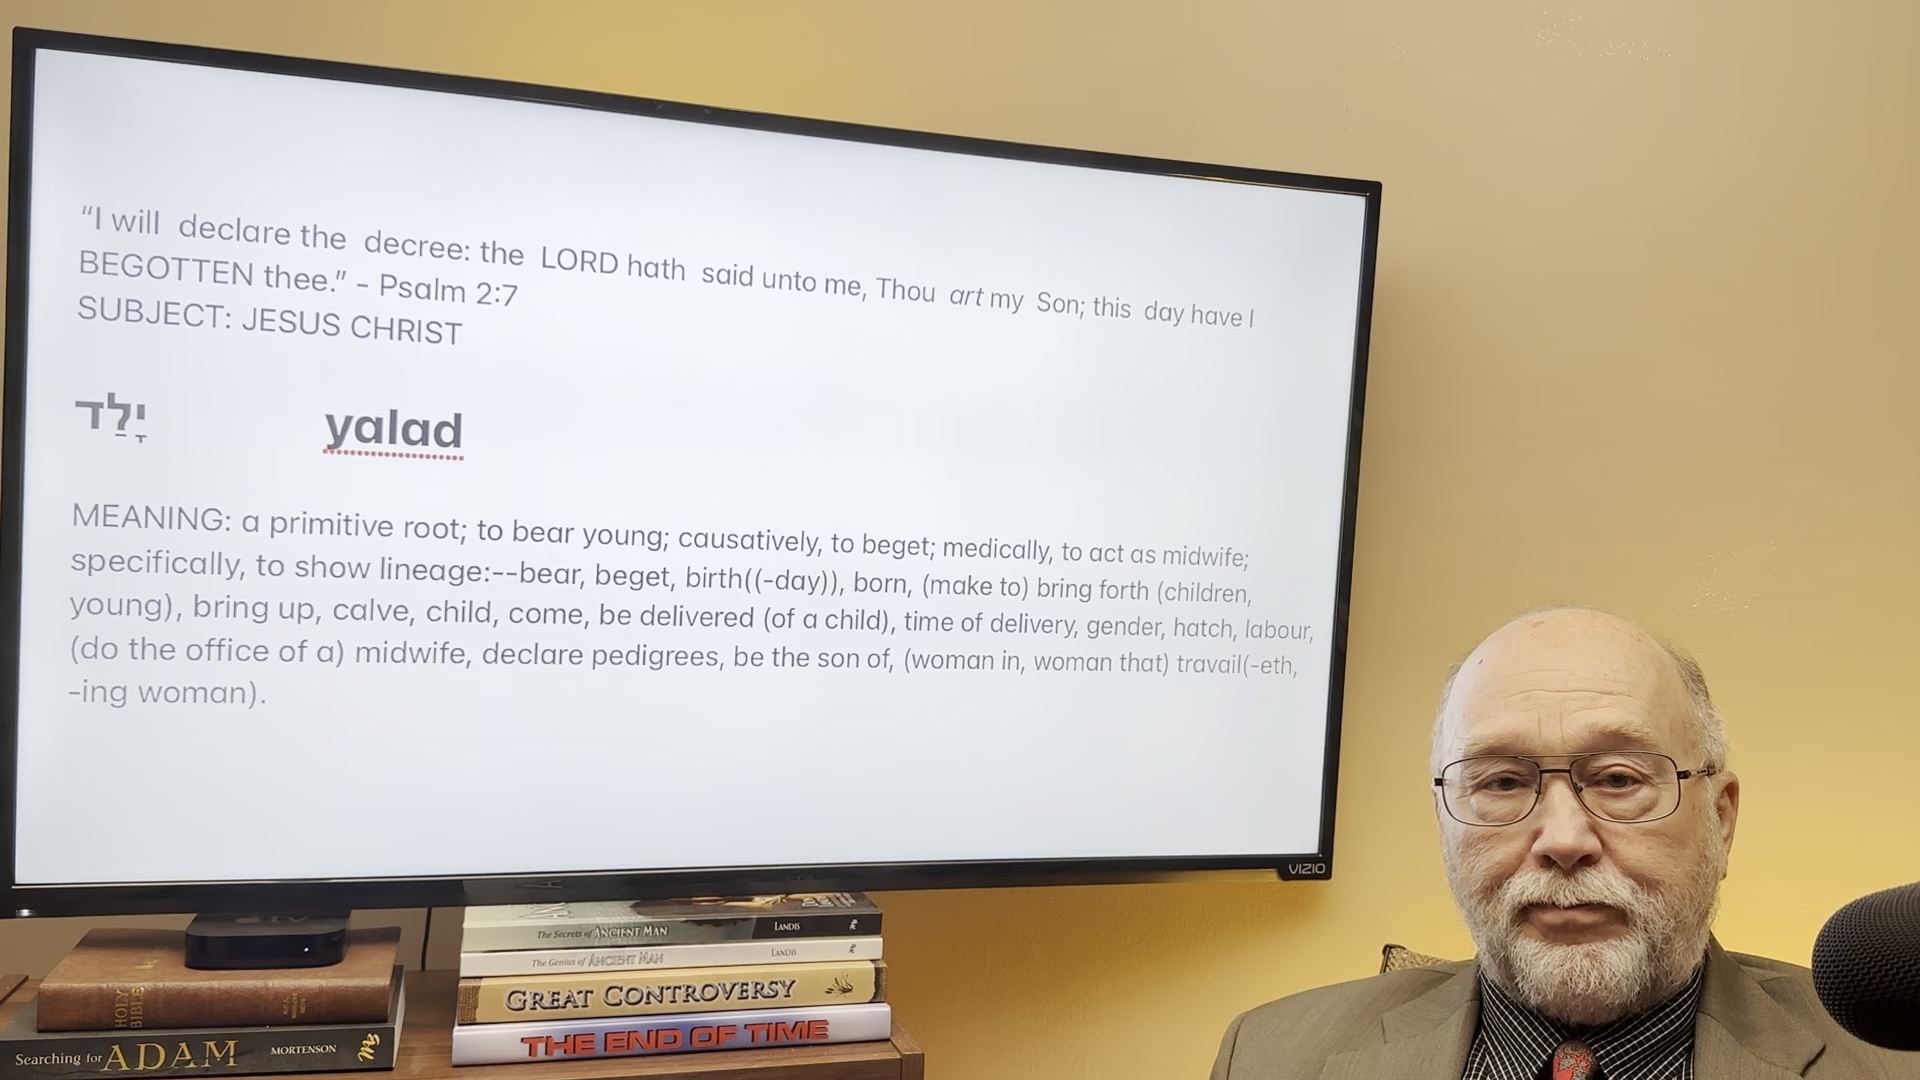 “I will declare the decree: the LORD hath said unto me, Thou art my Son; this day have I
BEGOTTEN thee.” - Psalm 2:7
SUBJECT: JESUS CHRIST
יָלַד yalad
MEANING: a primitive root; to bear young; causatively, to beget; medically, to act as midwife;
specifically, to show lineage:--bear, beget, birth((-day)), born, (make to) bring forth (children,
young), bring up, calve, child, come, be delivered (of a child), time of delivery, gender, hatch, labour,
(do the office of a) midwife, declare pedigrees, be the son of, (woman in, woman that) travail(-eth,
-ing woman).
VIZIO
HOLY BIBLE
Searching for ADAM MORTENSON
The Secrets of ANCIENT MAN LANDIS
The Genius of ANCIENT MAN LANDIS
GREAT CONTROVERSY
THE END OF TIME